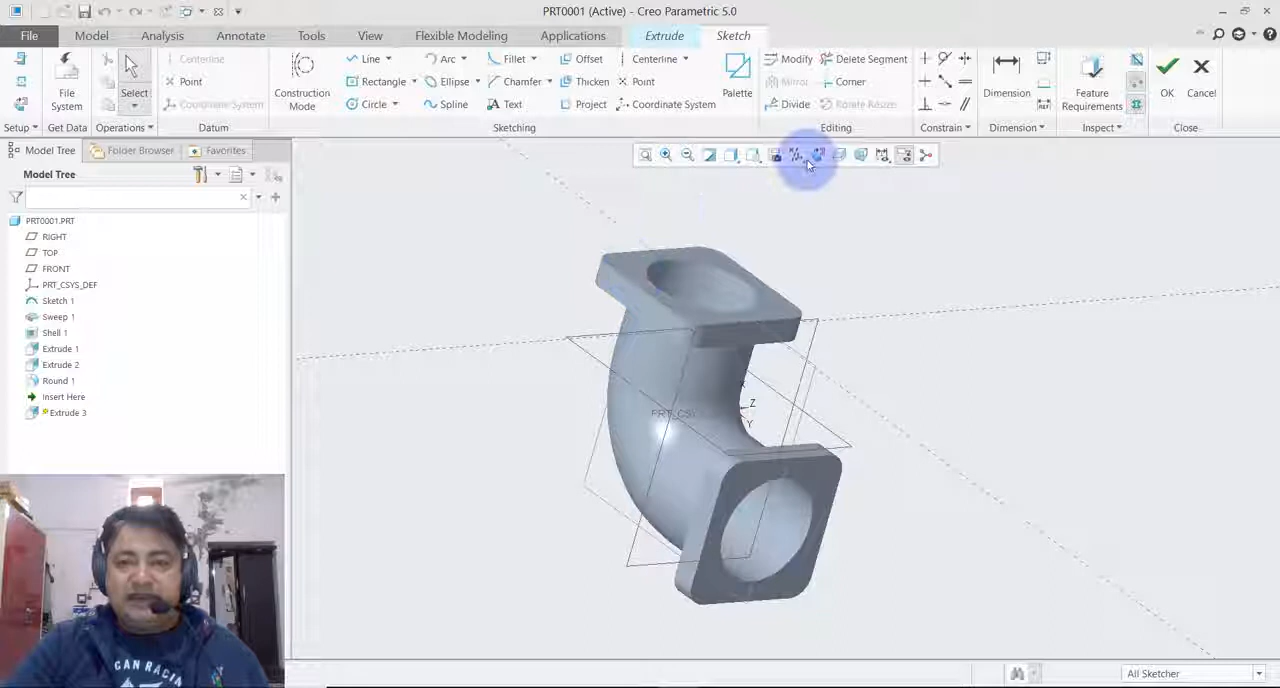 PRT0001 (Active) - Creo Parametric 5.0
File Model Analysis Annotate Tools View Flexible Modeling Applications Extrude Sketch
File System
Select
Centerline
Point
Coordinate System
Construction Mode
Line Arc Fillet Offset Centerline
Rectangle Ellipse Chamfer Thicken Point
Circle Spline Text Project Coordinate System
Palette
Modify Delete Segment
Mirror Corner
Divide Rotate Resize
Dimension
Feature Requirements
OK Cancel
Setup Get Data Operations Datum Sketching Editing Constrain Dimension Inspect Close
Model Tree Folder Browser Favorites
Model Tree
PRT0001.PRT
RIGHT
TOP
FRONT
PRT_CSYS_DEF
Sketch 1
Sweep 1
Shell 1
Extrude 1
Extrude 2
Round 1
Insert Here
Extrude 3
X
Z
Y
PRT_CSY
GAN RACIN
All Sketcher